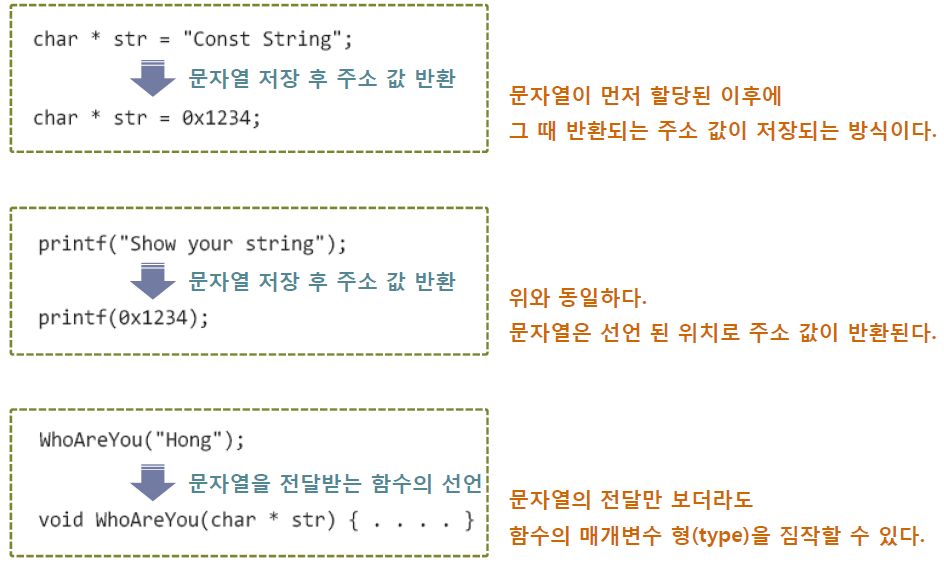 char * str = "Const String";
문자열 저장 후 주소 값 반환
char * str = 0x1234;
문자열이 먼저 할당된 이후에
그 때 반환되는 주소 값이 저장되는 방식이다.
printf("Show your string");
문자열 저장 후 주소 값 반환
printf(0x1234);
위와 동일하다.
문자열은 선언 된 위치로 주소 값이 반환된다.
WhoAreYou("Hong");
문자열을 전달받는 함수의 선언
void WhoAreYou(char * str) { . . . . }
문자열의 전달만 보더라도
함수의 매개변수 형(type)을 짐작할 수 있다.